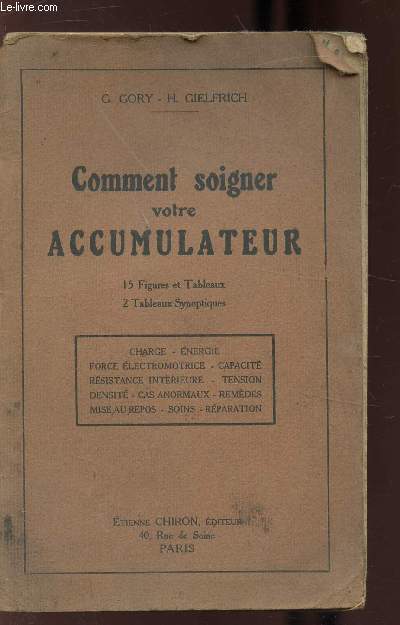 www.le-livre.com
G. GORY - H. GIELFRICH
Comment soigner
votre
ACCUMULATEUR
15 Figures et Tableaux
2 Tableaux Synoptiques
CHARGE - ÉNERGIE
FORCE ÉLECTROMOTRICE - CAPACITÉ
RÉSISTANCE INTÉRIEURE - TENSION
DENSITÉ - CAS ANORMAUX - REMÈDES
MISE AU REPOS - SOINS - RÉPARATION
ÉTIENNE CHIRON, ÉDITEUR
40, Rue de Seine
PARIS